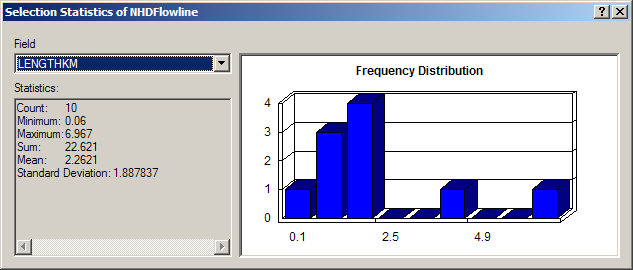 Selection Statistics of NHDFlowline
Field
LENGTHKM
Statistics:
Count: 10
Minimum: 0.06
Maximum: 6.967
Sum: 22.621
Mean: 2.2621
Standard Deviation: 1.887837
Frequency Distribution
4
3
2
1
0
0.1 2.5 4.9